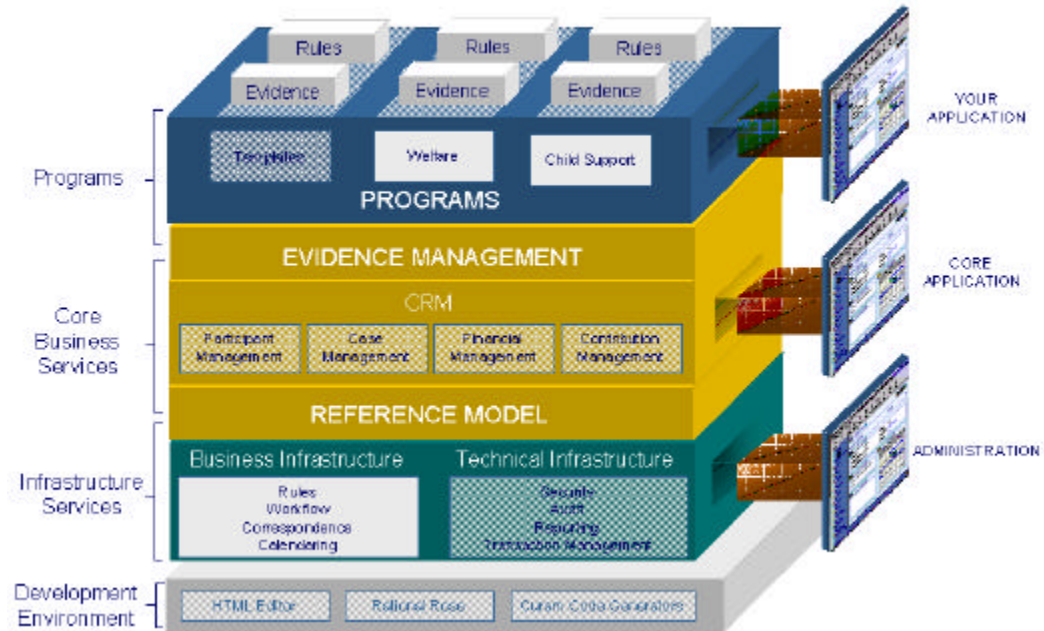 Rules
Rules
Rules
Evidence
Evidence
Evidence
YOUR
APPLICATION
Programs
Templates
Welfare
Child Support
PROGRAMS
EVIDENCE MANAGEMENT
CRM
CORE
APPLICATION
Core
Business
Services
Participant
Management
Case
Management
Financial
Management
Contribution
Management
REFERENCE MODEL
Business Infrastructure
Technical Infrastructure
ADMINISTRATION
Infrastructure
Services
Rules
Workflow
Correspondence
Calendaring
Security
Audit
Reporting
Transaction Management
Development
Environment
HTML Editor
Rational Rose
Curam Code Generators